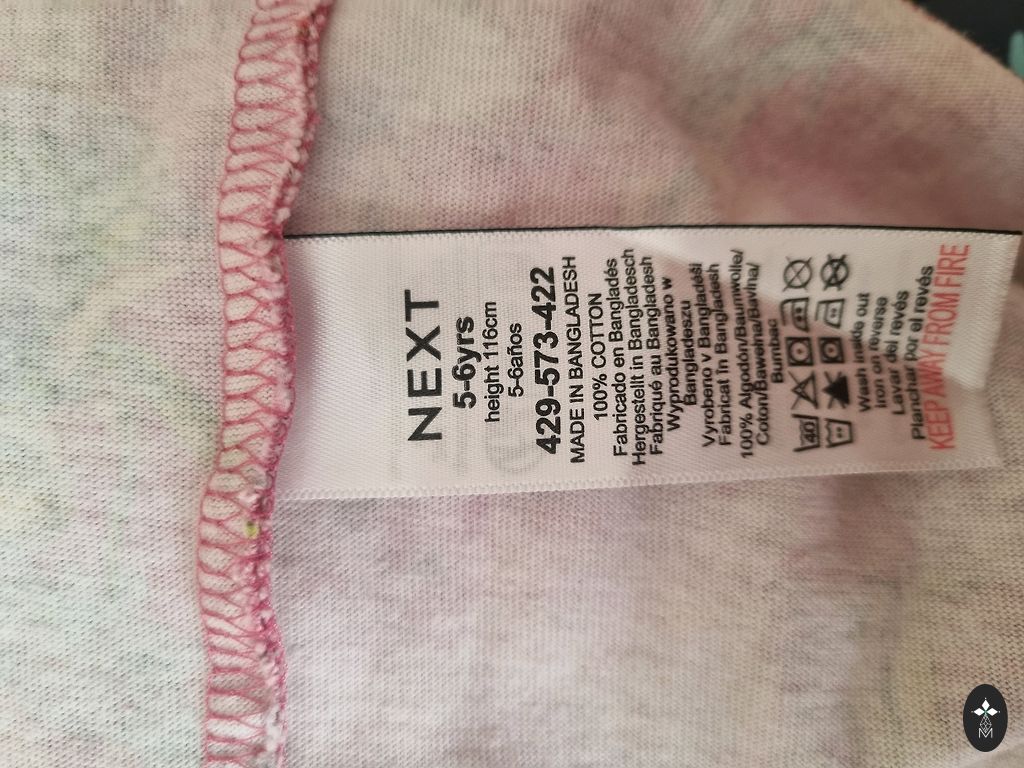 NEXT
5-6yrs
height 116cm
5-6años
429-573-422
MADE IN BANGLADESH
100% COTTON
Fabricado en Bangladés
Hergestellt in Bangladesch
Fabriqué au Bangladesh
Wyprodukowano w
Bangladeszu
Vyrobeno v Bangladéši
Fabricat în Bangladesh
100% Algodón/Baumwolle/
Coton/Bawełna/Bavlna/
Bumbac
40
Wash inside out
iron on reverse
Lavar del revés
Planchar por el revés
KEEP AWAY FROM FIRE
M